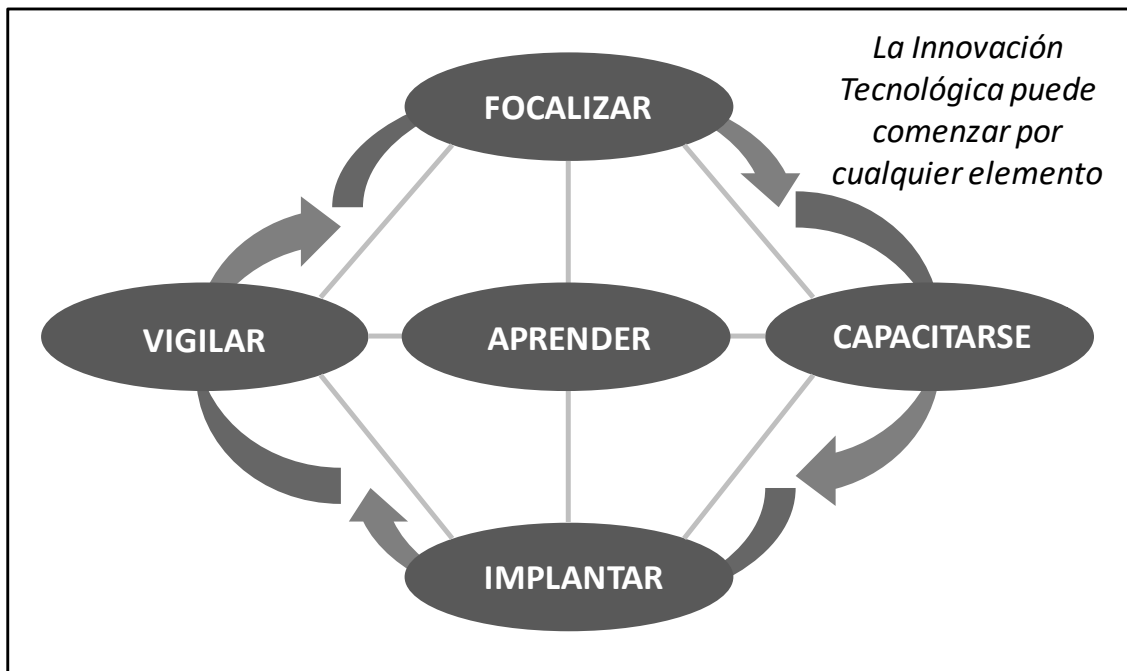 La Innovación
Tecnológica puede
comenzar por
cualquier elemento
FOCALIZAR
VIGILAR
APRENDER
CAPACITARSE
IMPLANTAR